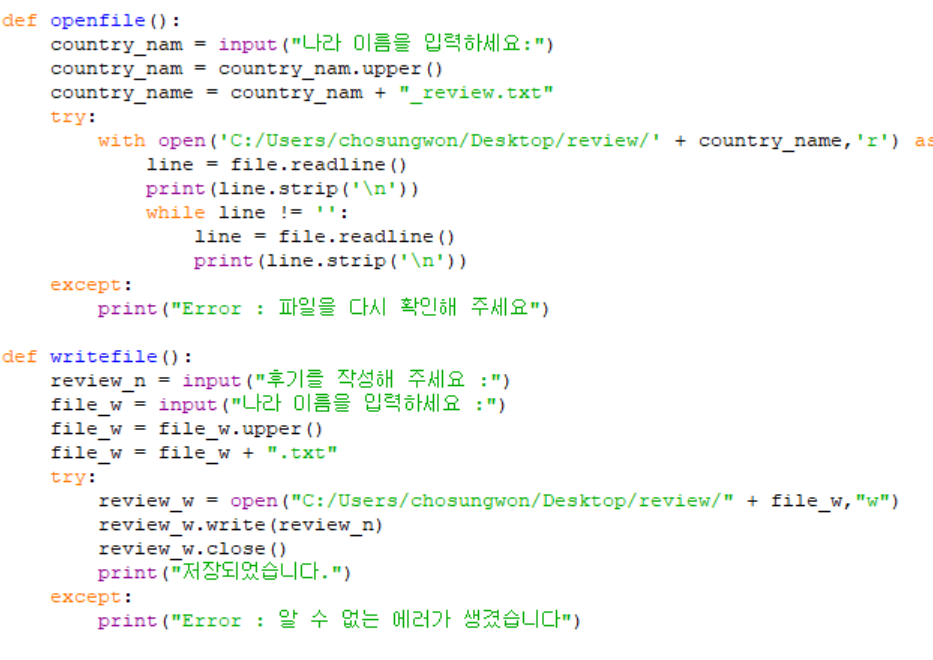 def openfile():
    country_nam = input("나라 이름을 입력하세요:")
    country_nam = country_nam.upper()
    country_name = country_nam + "_review.txt"
    try:
        with open('C:/Users/chosungwon/Desktop/review/' + country_name,'r') as
            line = file.readline()
            print(line.strip('\n'))
            while line != '':
                line = file.readline()
                print(line.strip('\n'))
    except:
        print("Error : 파일을 다시 확인해 주세요")

def writefile():
    review_n = input("후기를 작성해 주세요 :")
    file_w = input("나라 이름을 입력하세요 :")
    file_w = file_w.upper()
    file_w = file_w + ".txt"
    try:
        review_w = open("C:/Users/chosungwon/Desktop/review/" + file_w,"w")
        review_w.write(review_n)
        review_w.close()
        print("저장되었습니다.")
    except:
        print("Error : 알 수 없는 에러가 생겼습니다")